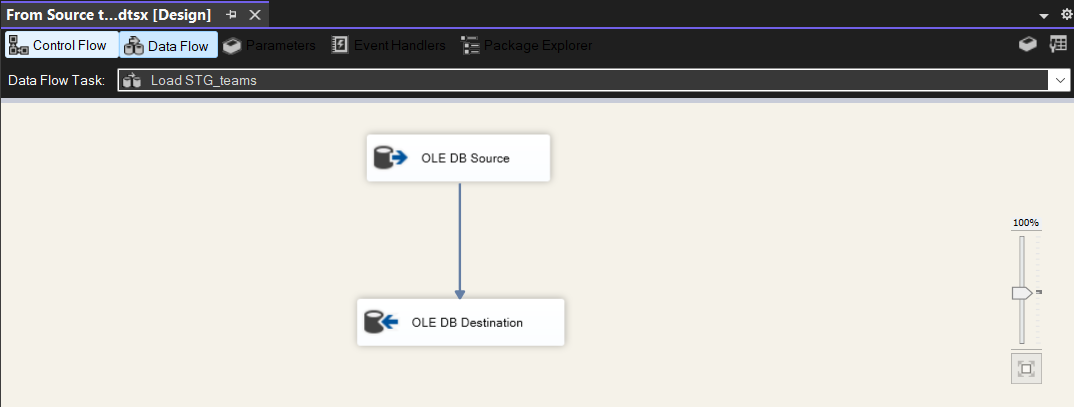 From Source t...dtsx [Design]
Control Flow Data Flow Parameters Event Handlers Package Explorer
Data Flow Task: Load STG_teams
OLE DB Source
100%
OLE DB Destination